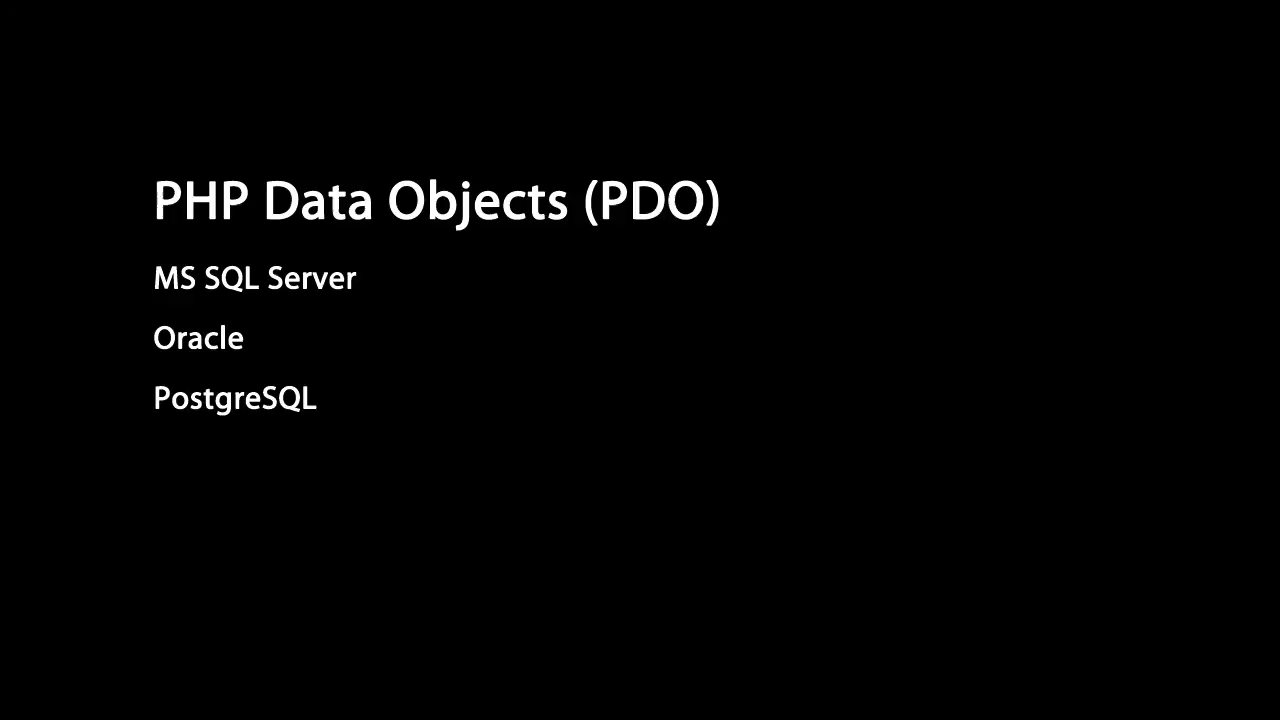 PHP Data Objects (PDO)
MS SQL Server
Oracle
PostgreSQL